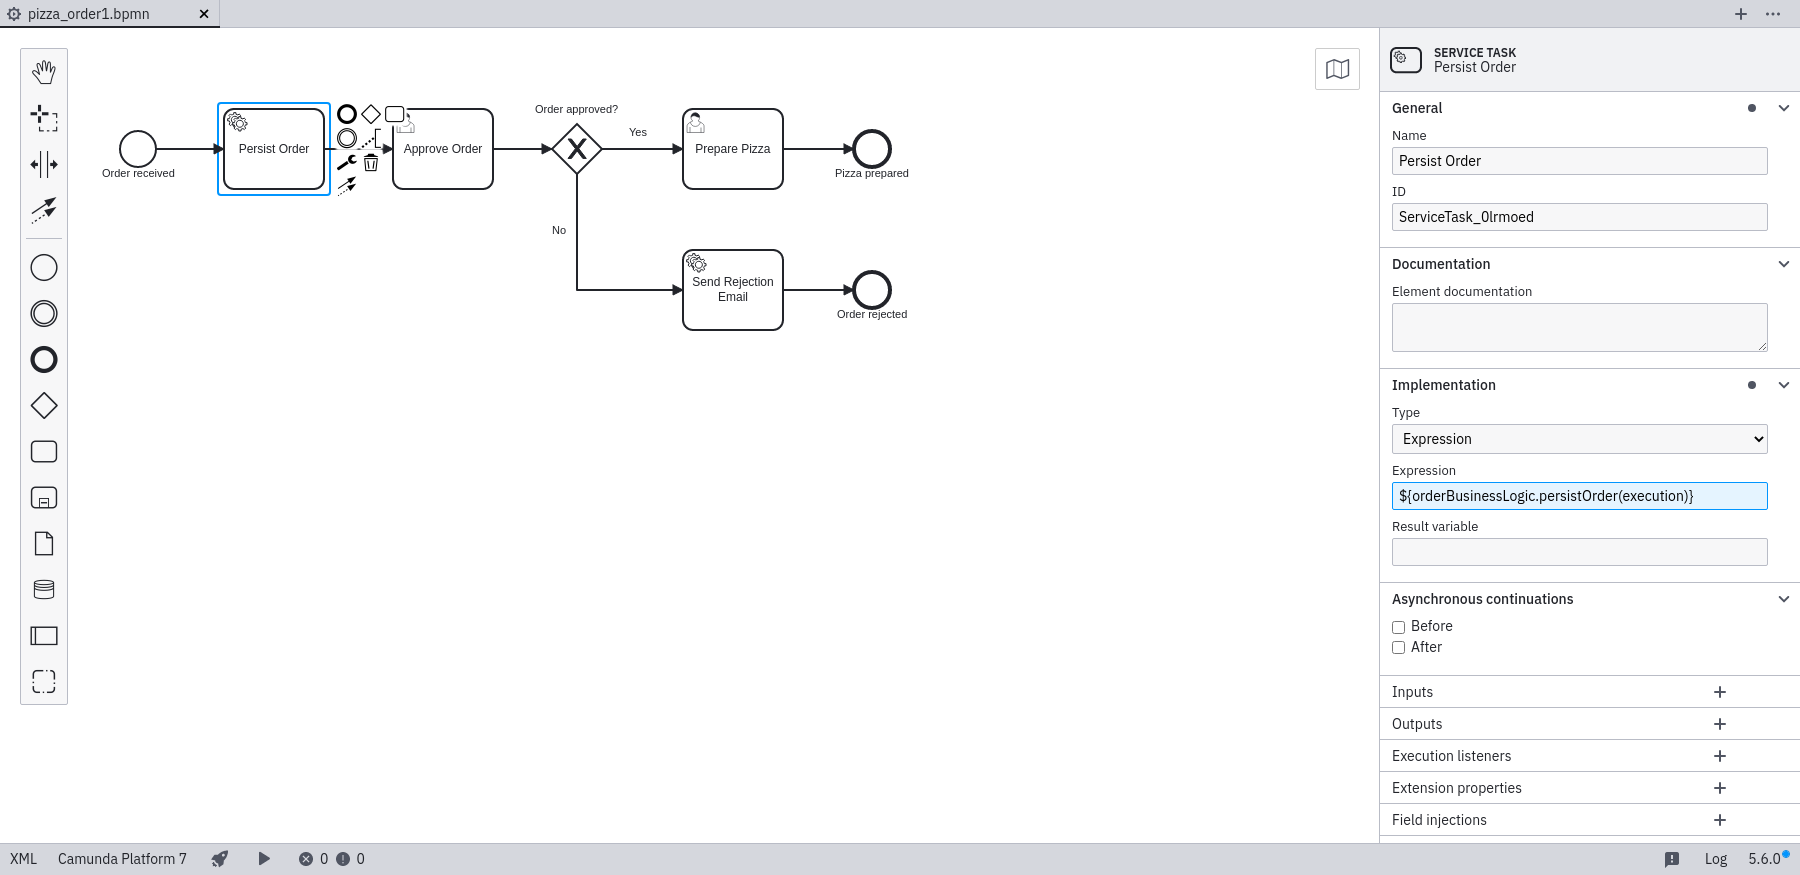 pizza_order1.bpmn
Order received
Persist Order
Approve Order
Order approved?
Yes
No
Prepare Pizza
Pizza prepared
Send Rejection
Email
Order rejected
SERVICE TASK
Persist Order
General
Name
Persist Order
ID
ServiceTask_0lrmoed
Documentation
Element documentation
Implementation
Type
Expression
Expression
${orderBusinessLogic.persistOrder(execution)}
Result variable
Asynchronous continuations
Before
After
Inputs
Outputs
Execution listeners
Extension properties
Field injections
XML Camunda Platform 7 0 0 Log 5.6.0